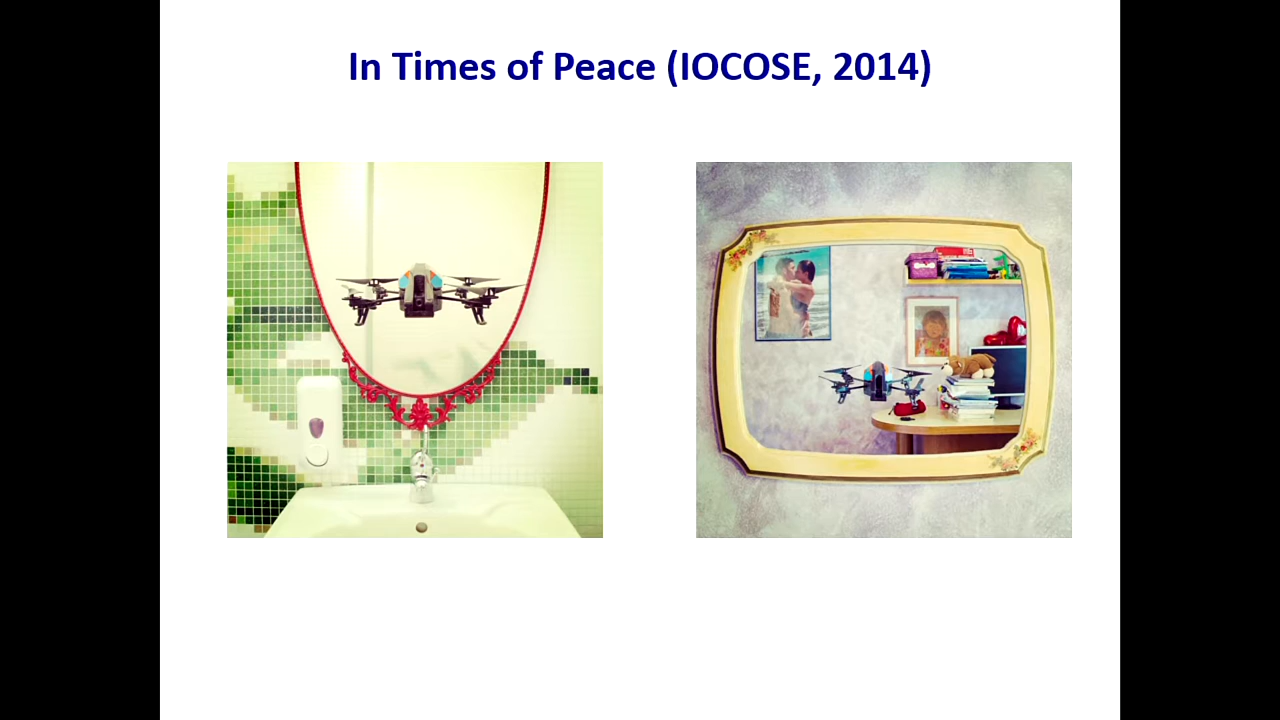 In Times of Peace (IOCOSE, 2014)